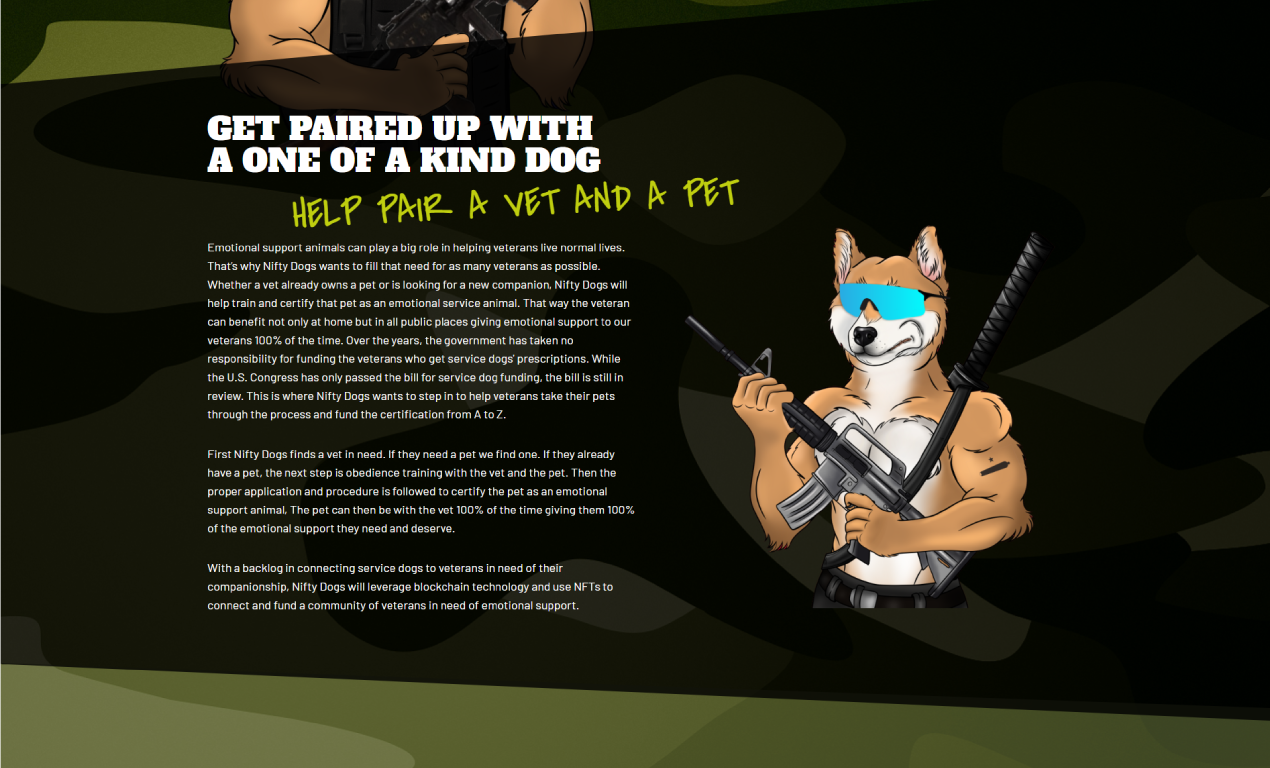 GET PAIRED UP WITH
A ONE OF A KIND DOG
HELP PAIR A VET AND A PET
Emotional support animals can play a big role in helping veterans live normal lives.
That's why Nifty Dogs wants to fill that need for as many veterans as possible.
Whether a vet already owns a pet or is looking for a new companion, Nifty Dogs will
help train and certify that pet as an emotional service animal. That way the veteran
can benefit not only at home but in all public places giving emotional support to our
veterans 100% of the time. Over the years, the government has taken no
responsibility for funding the veterans who get service dogs' prescriptions. While
the U.S. Congress has only passed the bill for service dog funding, the bill is still in
review. This is where Nifty Dogs wants to step in to help veterans take their pets
through the process and fund the certification from A to Z.
First Nifty Dogs finds a vet in need. If they need a pet we find one. If they already
have a pet, the next step is obedience training with the vet and the pet. Then the
proper application and procedure is followed to certify the pet as an emotional
support animal, The pet can then be with the vet 100% of the time giving them 100%
of the emotional support they need and deserve.
With a backlog in connecting service dogs to veterans in need of their
companionship, Nifty Dogs will leverage blockchain technology and use NFTs to
connect and fund a community of veterans in need of emotional support.